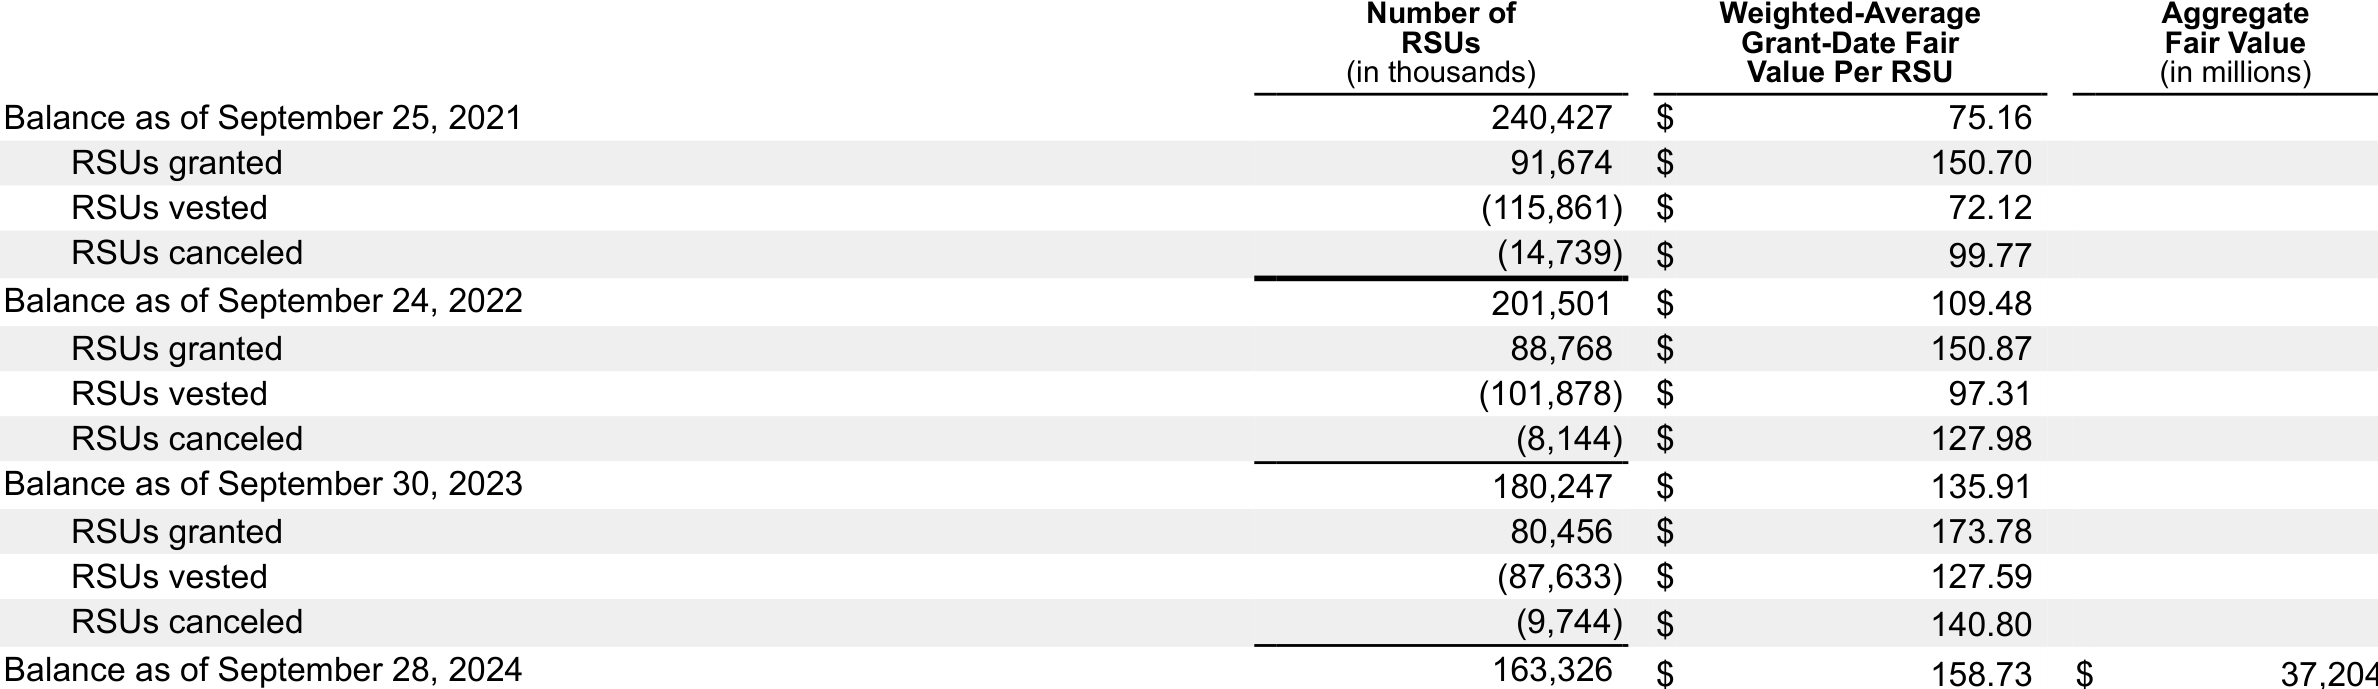 Number of RSUs (in thousands) Weighted-Average Grant-Date Fair Value Per RSU Aggregate Fair Value (in millions)
Balance as of September 25, 2021 240,427 $ 75.16
RSUs granted 91,674 $ 150.70
RSUs vested (115,861) $ 72.12
RSUs canceled (14,739) $ 99.77
Balance as of September 24, 2022 201,501 $ 109.48
RSUs granted 88,768 $ 150.87
RSUs vested (101,878) $ 97.31
RSUs canceled (8,144) $ 127.98
Balance as of September 30, 2023 180,247 $ 135.91
RSUs granted 80,456 $ 173.78
RSUs vested (87,633) $ 127.59
RSUs canceled (9,744) $ 140.80
Balance as of September 28, 2024 163,326 $ 158.73 $ 37,204